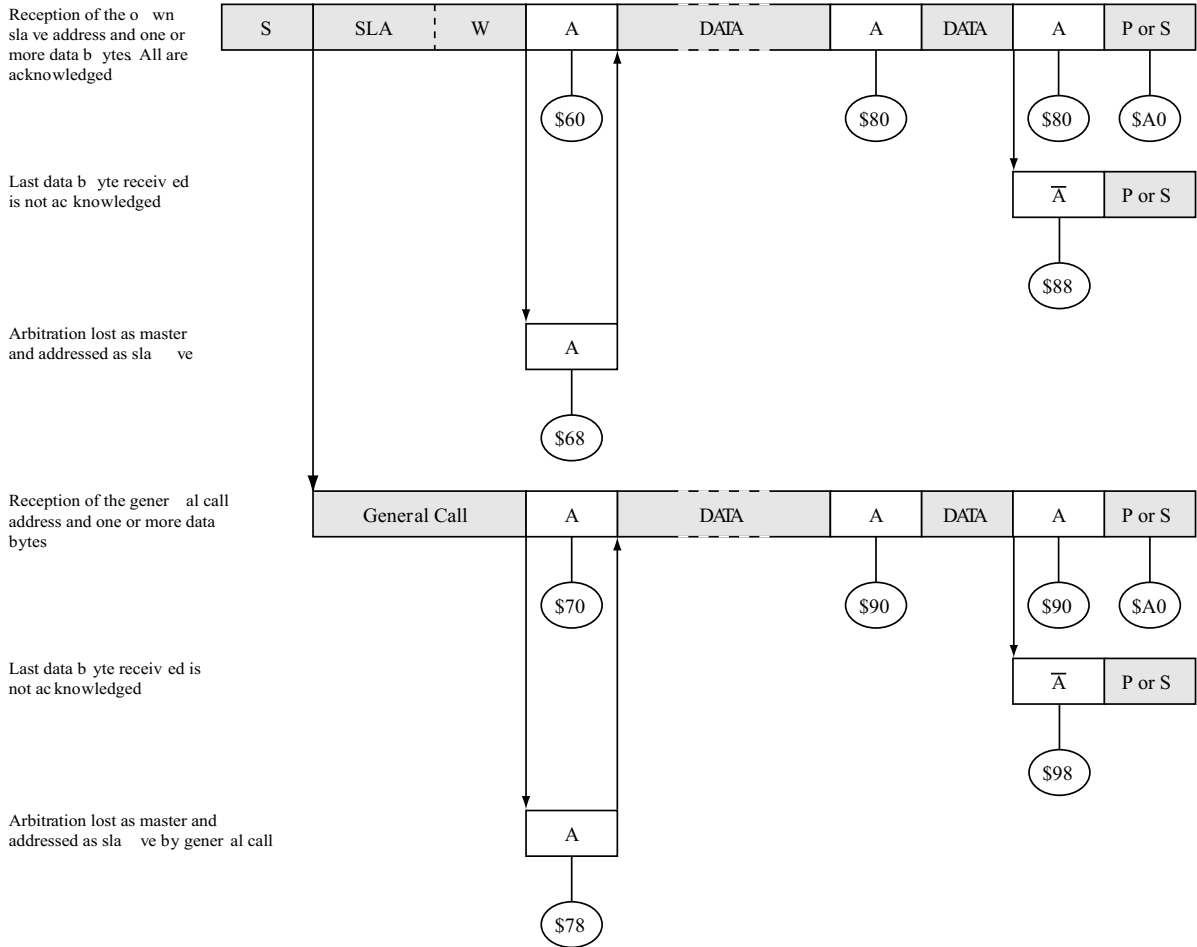 Reception of the o wn
sla ve address and one or
more data b ytes. All are
acknowledged
S SLA W A DATA A DATA A P or S
$60 $80 $80 $A0
Last data b yte receiv ed
is not ac knowledged
A P or S
$88
Arbitration lost as master
and addressed as sla ve
A
$68
Reception of the gener al call
address and one or more data
bytes
General Call A DATA A DATA A P or S
$70 $90 $90 $A0
Last data b yte receiv ed is
not ac knowledged
A P or S
$98
Arbitration lost as master and
addressed as sla ve by gener al call
A
$78